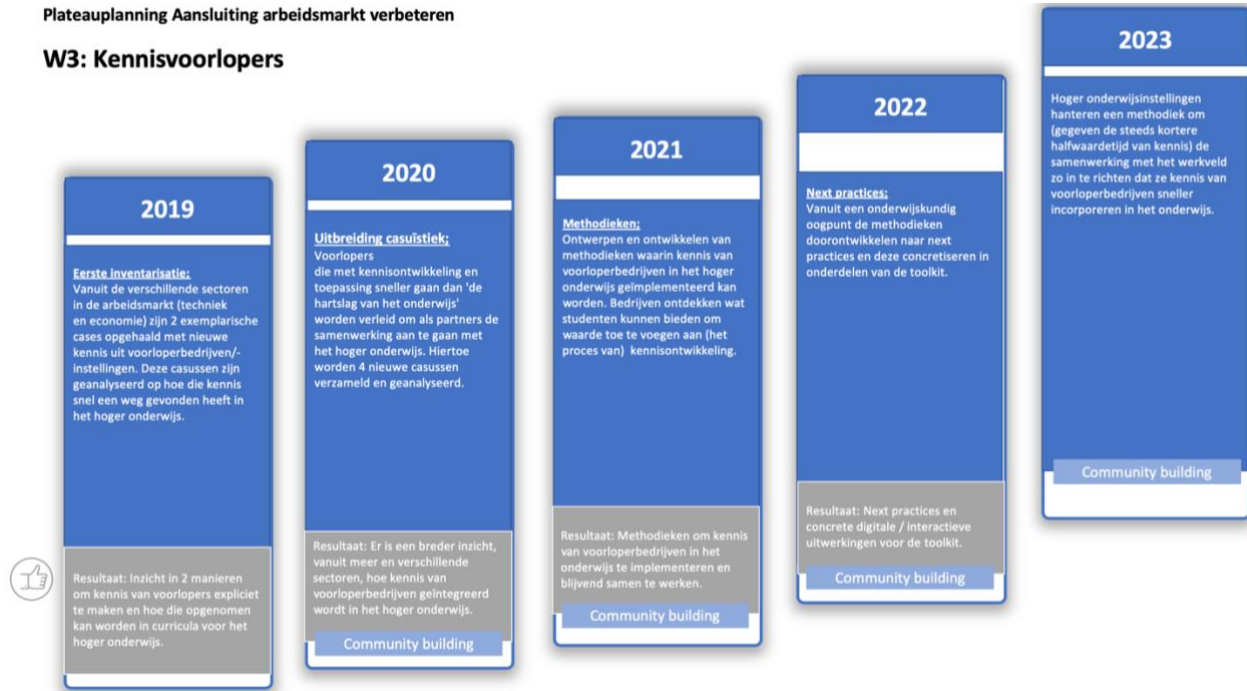 Plateauplanning Aansluiting arbeidsmarkt verbeteren
W3: Kennisvoorlopers
2019
Eerste inventarisatie:
Vanuit de verschillende sectoren
in de arbeidsmarkt (techniek
en economie) zijn 2 exemplarische
cases opgehaald met nieuwe
kennis uit voorloperbedrijven/-
instellingen. Deze casussen zijn
geanalyseerd op hoe die kennis
snel een weg gevonden heeft in
het hoger onderwijs.
Resultaat: Inzicht in 2 manieren
om kennis van voorlopers expliciet
te maken en hoe die opgenomen
kan worden in curricula voor het
hoger onderwijs.
2020
Uitbreiding casuïstiek;
Voorlopers
die met kennisontwikkeling en
toepassing sneller gaan dan 'de
hartslag van het onderwijs'
worden verleid om als partners de
samenwerking aan te gaan met
het hoger onderwijs. Hiertoe
worden 4 nieuwe casussen
verzameld en geanalyseerd.
Resultaat: Er is een breder inzicht,
vanuit meer en verschillende
sectoren, hoe kennis van
voorloperbedrijven geïntegreerd
wordt in het hoger onderwijs.
Community building
2021
Methodieken;
Ontwerpen en ontwikkelen van
methodieken waarin kennis van
voorloperbedrijven in het hoger
onderwijs geïmplementeerd kan
worden. Bedrijven ontdekken wat
studenten kunnen bieden om
waarde toe te voegen aan (het
proces van) kennisontwikkeling.
Resultaat: Methodieken om kennis
van voorloperbedrijven in het
onderwijs te implementeren en
blijvend samen te werken.
Community building
2022
Next practices;
Vanuit een onderwijskundig
oogpunt de methodieken
doorontwikkelen naar next
practices en deze concretiseren in
onderdelen van de toolkit.
Resultaat: Next practices en
concrete digitale / interactieve
uitwerkingen voor de toolkit.
Community building
2023
Hoger onderwijsinstellingen
hanteren een methodiek om
(gegeven de steeds kortere
halfwaardetijd van kennis) de
samenwerking met het werkveld
zo in te richten dat ze kennis van
voorloperbedrijven sneller
incorporeren in het onderwijs.
Community building